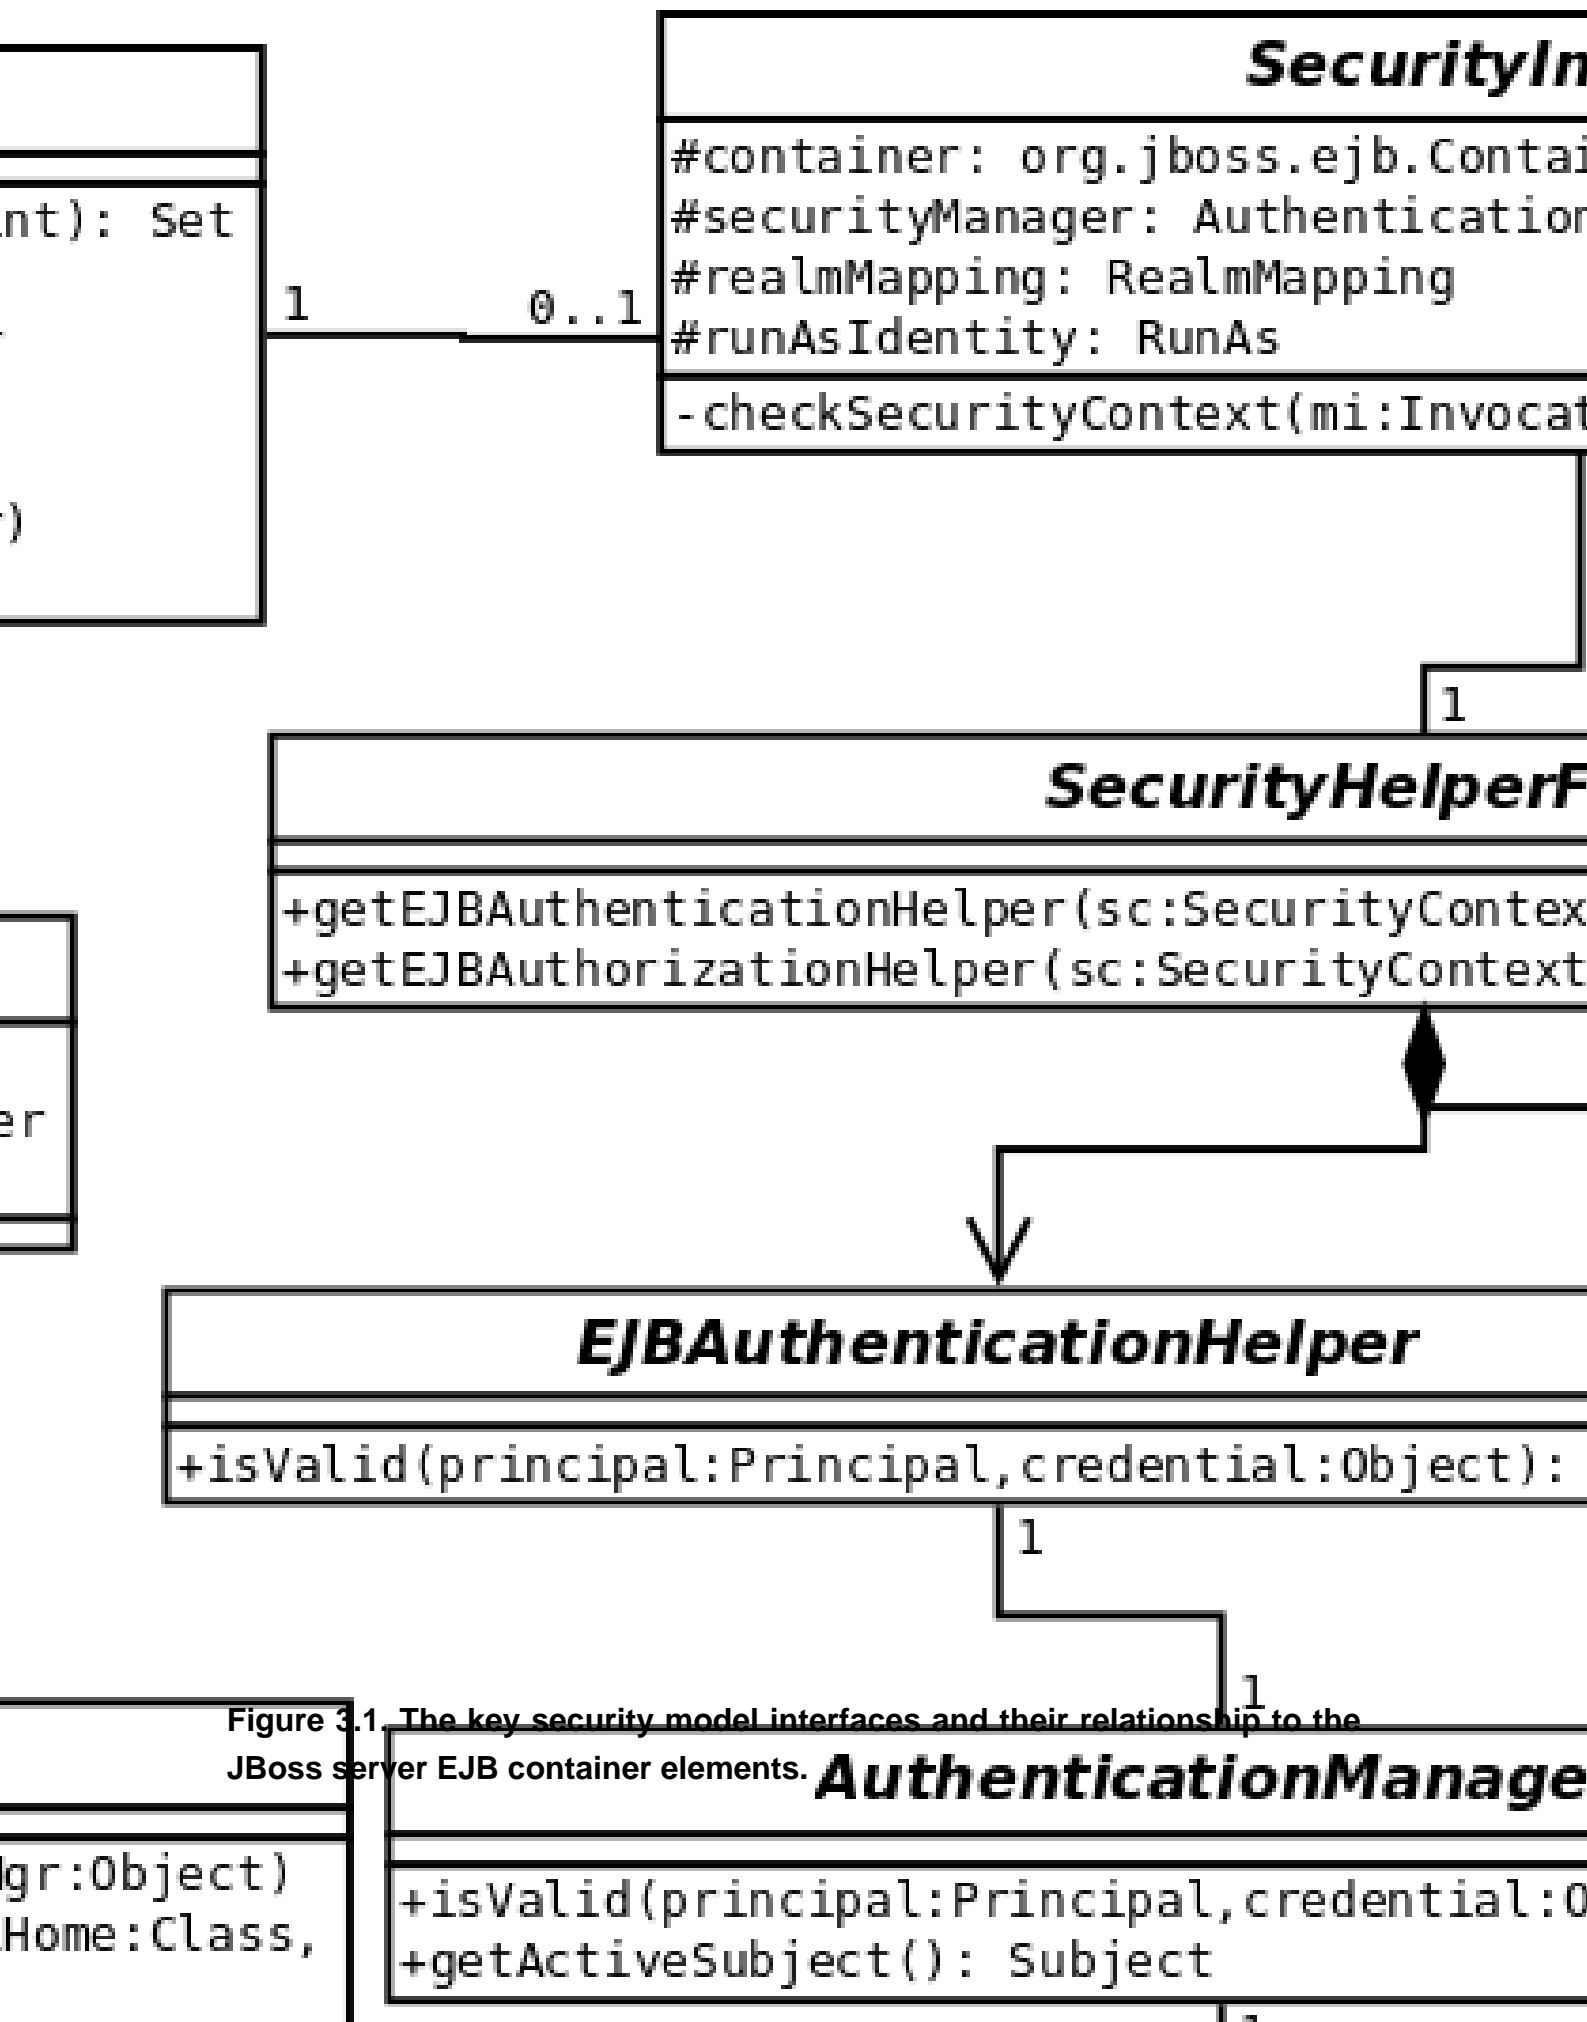 SecurityIn
#container: org.jboss.ejb.Contai
#securityManager: Authentication
#realmMapping: RealmMapping
#runAsIdentity: RunAs
-checkSecurityContext(mi:Invocat
int): Set
)
1
0..1
1
SecurityHelperF
+getEJBAuthenticationHelper(sc:SecurityContex
+getEJBAuthorizationHelper(sc:SecurityContext
er
EJBAuthenticationHelper
+isValid(principal:Principal,credential:Object):
1
1
Figure 3.1. The key security model interfaces and their relationship to the
JBoss server EJB container elements.
AuthenticationManage
gr:Object)
Home:Class,
+isValid(principal:Principal,credential:O
+getActiveSubject(): Subject